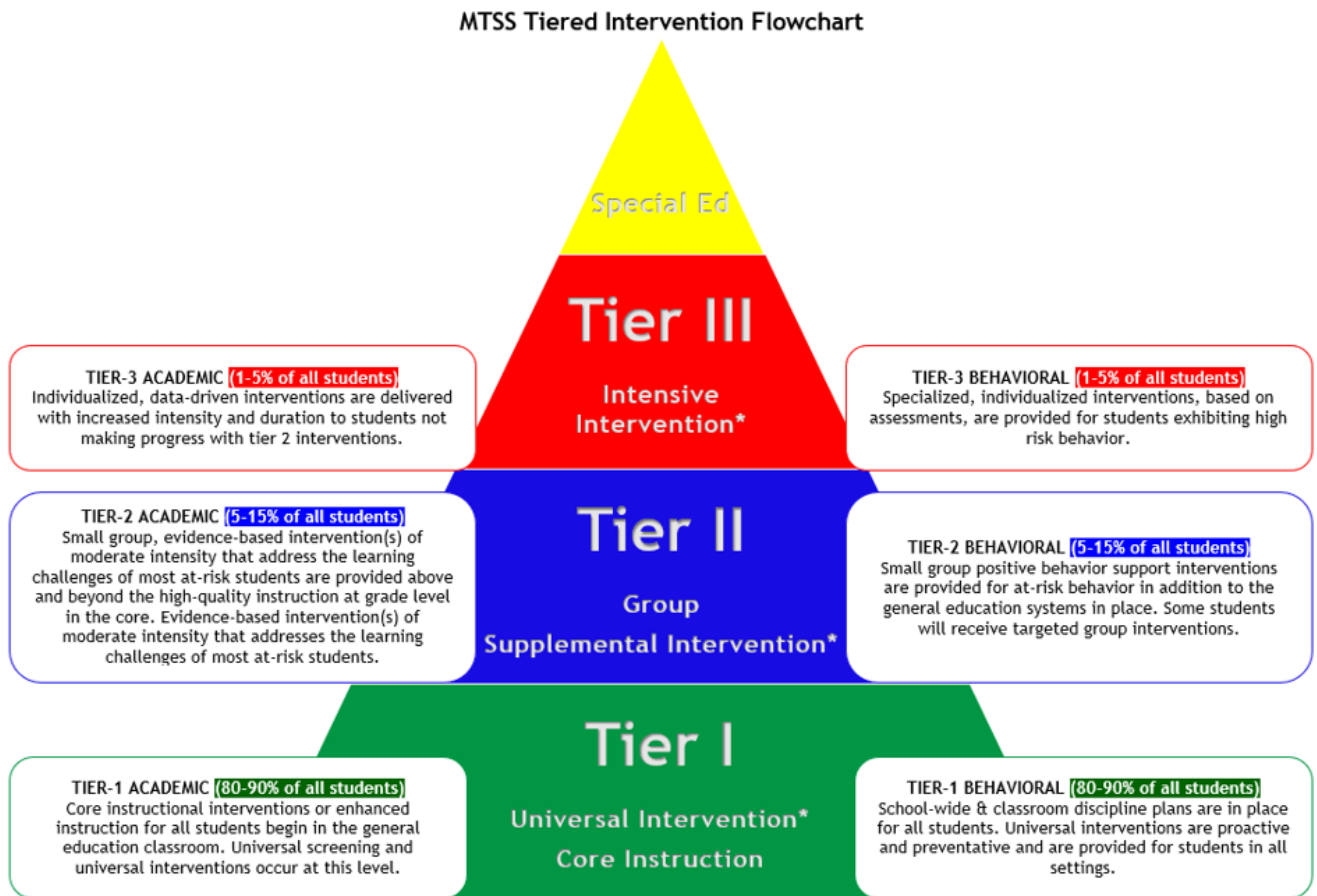 MTSS Tiered Intervention Flowchart
Special Ed
Tier III
Intensive
Intervention*
TIER-3 ACADEMIC (1-5% of all students)
Individualized, data-driven interventions are delivered
with increased intensity and duration to students not
making progress with tier 2 interventions.
TIER-3 BEHAVIORAL (1-5% of all students)
Specialized, individualized interventions, based on
assessments, are provided for students exhibiting high
risk behavior.
Tier II
Group
Supplemental Intervention*
TIER-2 ACADEMIC (5-15% of all students)
Small group, evidence-based intervention(s) of
moderate intensity that address the learning
challenges of most at-risk students are provided above
and beyond the high-quality instruction at grade level
in the core. Evidence-based intervention(s) of
moderate intensity that addresses the learning
challenges of most at-risk students.
TIER-2 BEHAVIORAL (5-15% of all students)
Small group positive behavior support interventions
are provided for at-risk behavior in addition to the
general education systems in place. Some students
will receive targeted group interventions.
Tier I
Universal Intervention*
Core Instruction
TIER-1 ACADEMIC (80-90% of all students)
Core instructional interventions or enhanced
instruction for all students begin in the general
education classroom. Universal screening and
universal interventions occur at this level.
TIER-1 BEHAVIORAL (80-90% of all students)
School-wide & classroom discipline plans are in place
for all students. Universal interventions are proactive
and preventative and are provided for students in all
settings.